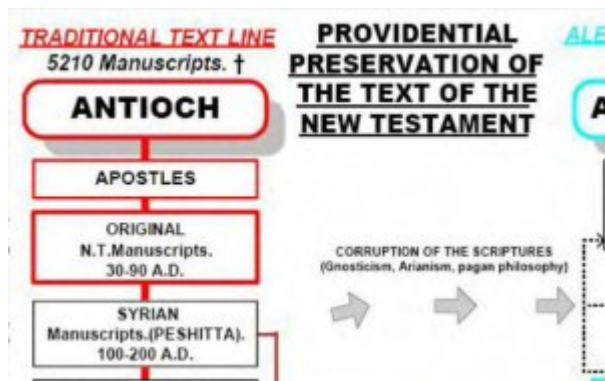 TRADITIONAL TEXT LINE
5210 Manuscripts. †
ANTIOCH
APOSTLES
ORIGINAL
N.T.Manuscripts.
30-90 A.D.
SYRIAN
Manuscripts.(PESHITTA).
100-200 A.D.
PROVIDENTIAL
PRESERVATION OF
THE TEXT OF THE
NEW TESTAMENT
CORRUPTION OF THE SCRIPTURES
(Gnosticism, Arianism, pagan philosophy)
ALE
A